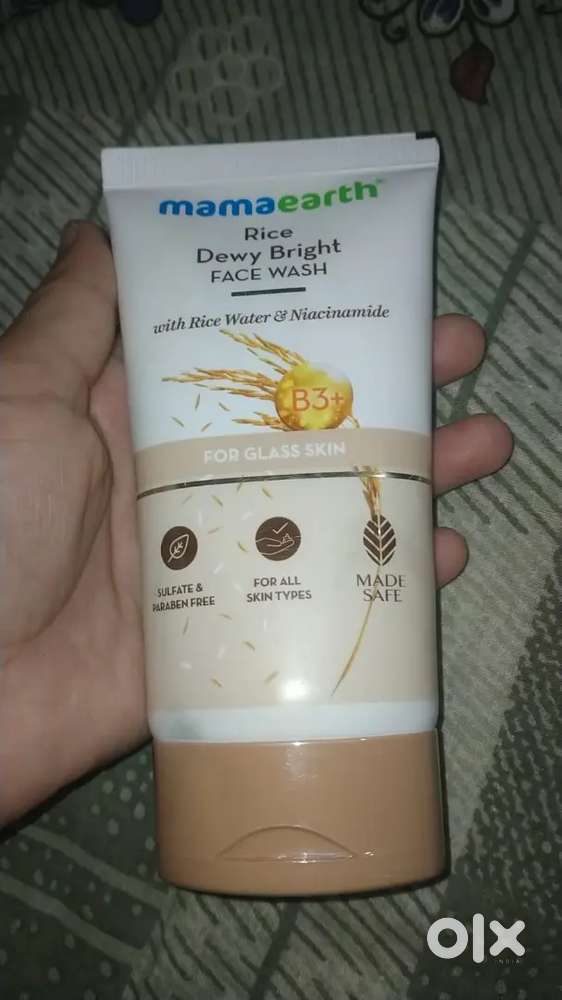 mamaearth
Rice
Dewy Bright
FACE WASH
with Rice Water & Niacinamide
B3+
FOR GLASS SKIN
SULFATE &
PARABEN FREE
FOR ALL
SKIN TYPES
MADE
SAFE
olx
INDIA